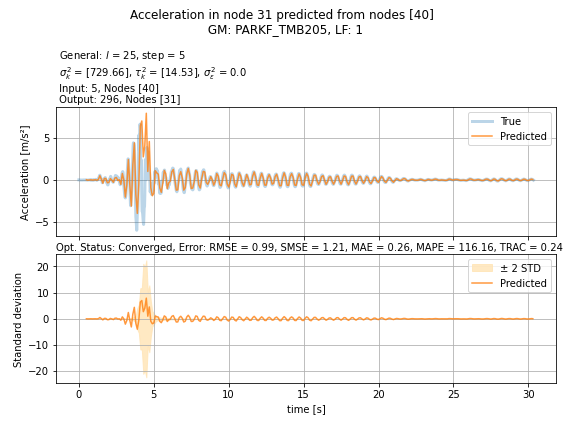 Acceleration in node 31 predicted from nodes [40]
GM: PARKF_TMB205, LF: 1
General: l = 25, step = 5
σ²ₖ = [729.66], τ²ₖ = [14.53], σ²ε = 0.0
Input: 5, Nodes [40]
Output: 296, Nodes [31]
Acceleration [m/s²]
5
0
−5
True
Predicted
Opt. Status: Converged, Error: RMSE = 0.99, SMSE = 1.21, MAE = 0.26, MAPE = 116.16, TRAC = 0.24
Standard deviation
20
10
0
−10
−20
± 2 STD
Predicted
0 5 10 15 20 25 30
time [s]